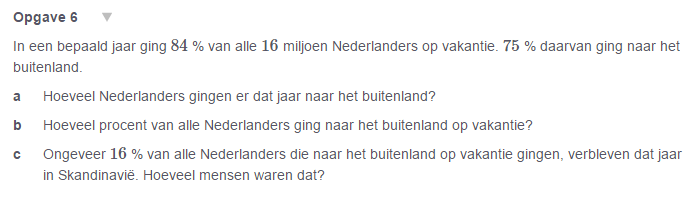 Opgave 6 ▼
In een bepaald jaar ging 84 % van alle 16 miljoen Nederlanders op vakantie. 75 % daarvan ging naar het
buitenland.
a Hoeveel Nederlanders gingen er dat jaar naar het buitenland?
b Hoeveel procent van alle Nederlanders ging naar het buitenland op vakantie?
c Ongeveer 16 % van alle Nederlanders die naar het buitenland op vakantie gingen, verbleven dat jaar
in Skandinavië. Hoeveel mensen waren dat?